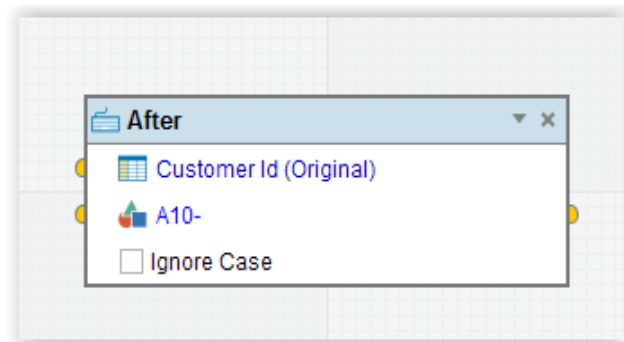 After
Customer Id (Original)
A10-
Ignore Case